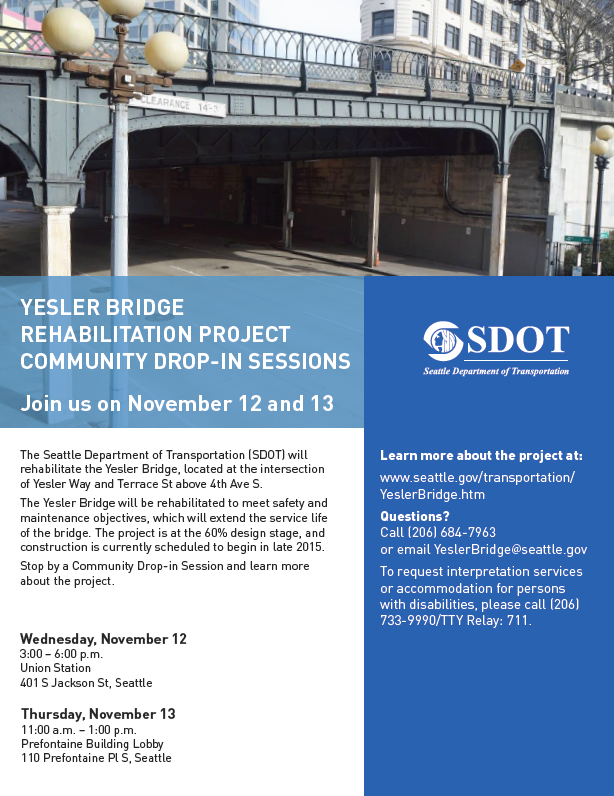 CLEARANCE
YESLER BRIDGE
REHABILITATION PROJECT
COMMUNITY DROP-IN SESSIONS
Join us on November 12 and 13
SDOT
Seattle Department of Transportation
The Seattle Department of Transportation (SDOT) will
rehabilitate the Yesler Bridge, located at the intersection
of Yesler Way and Terrace St above 4th Ave S.
The Yesler Bridge will be rehabilitated to meet safety and
maintenance objectives, which will extend the service life
of the bridge. The project is at the 60% design stage, and
construction is currently scheduled to begin in late 2015.
Stop by a Community Drop-in Session and learn more
about the project.
Wednesday, November 12
3:00 – 6:00 p.m.
Union Station
401 S Jackson St, Seattle
Thursday, November 13
11:00 a.m. – 1:00 p.m.
Prefontaine Building Lobby
110 Prefontaine Pl S, Seattle
Learn more about the project at:
www.seattle.gov/transportation/
YeslerBridge.htm
Questions?
Call (206) 684-7963
or email YeslerBridge@seattle.gov
To request interpretation services
or accommodation for persons
with disabilities, please call (206)
733-9990/TTY Relay: 711.